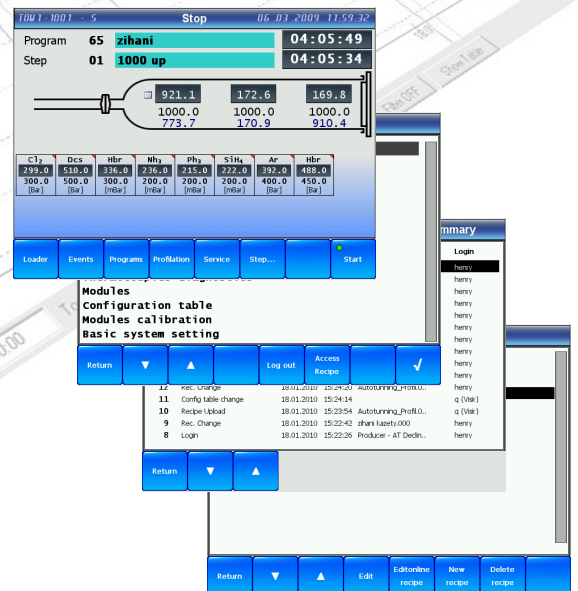 TOW 1 - 1001 - 5 Stop 06 .03 .2009 11:59:32
Program 65 zihani 04:05:49
Step 01 1000 up 04:05:34
921.1 172.6 169.8
1000.0 1000.0 1000.0
773.7 170.9 910.4
Cl₂ Dcs Hbr Nh₃ Ph₃ SiH₄ Ar Hbr
299.0 510.0 336.0 236.0 215.0 222.0 392.0 488.0
300.0 500.0 300.0 200.0 200.0 200.0 400.0 450.0
[Bar] [Bar] [mBar] [mBar] [mBar] [mBar] [Bar] [Bar]
Loader Events Programs Profilation Service Step... Start
Modules
Configuration table
Modules calibration
Basic system setting
Return ▼ ▲ Log out Access Recipe √
mmary
Login
henry
henry
henry
henry
henry
henry
henry
henry
henry
henry
12 Rec. Change 18.01.2010 15:24:20 Autotunning_Profil.0.. henry
11 Config table change 18.01.2010 15:24:14 q (Visir)
10 Recipe Upload 18.01.2010 15:23:54 Autotunning_Profil.0.. q (Visir)
9 Rec. Change 18.01.2010 15:22:42 zihani kazety.000 henry
8 Login 18.01.2010 15:22:26 Producer - AT Dedin.. henry
Return ▼ ▲
Return ▼ ▲ Edit Editonline recipe New recipe Delete recipe
Show Table
Filter OFF
180
0:00